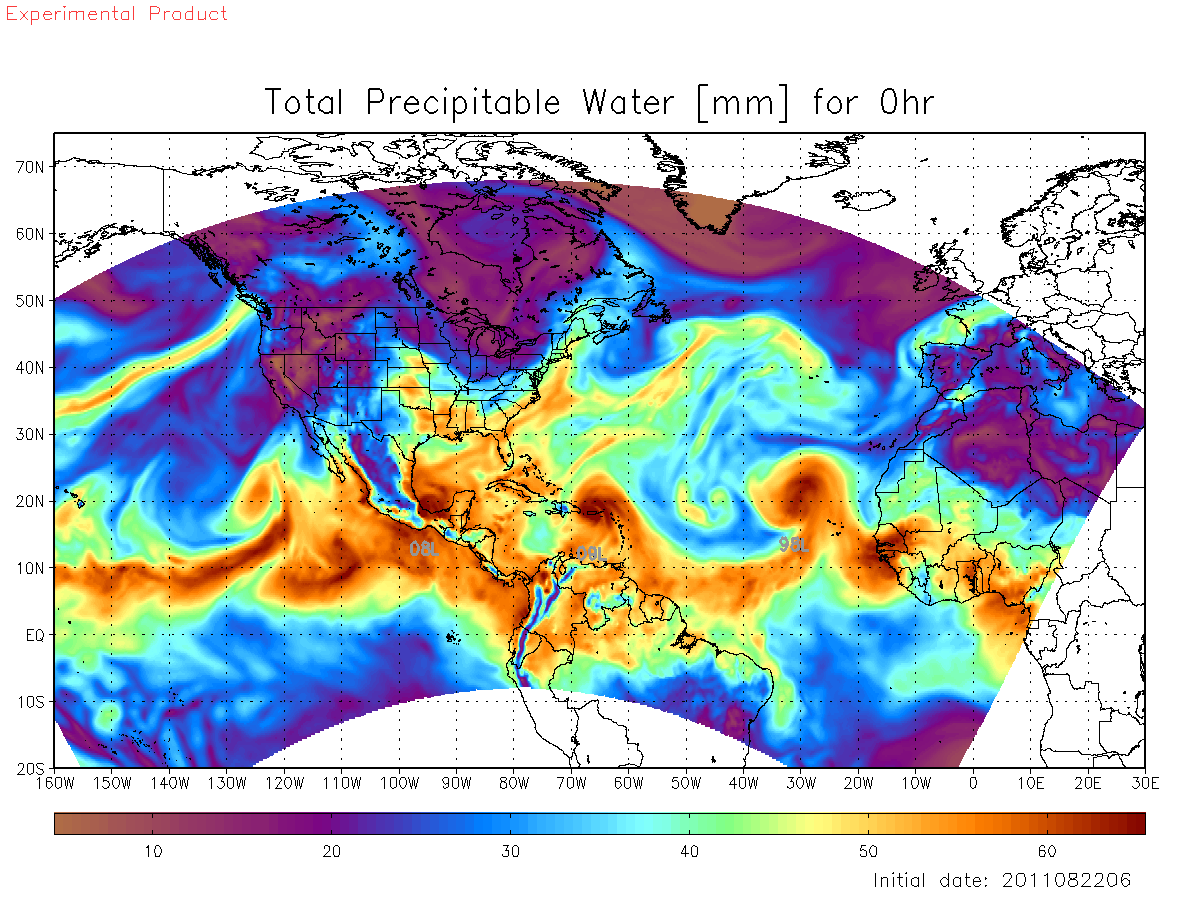 Experimental Product
Total Precipitable Water [mm] for 0hr
70N
60N
50N
40N
30N
20N
08L 09L 98L
10N
EQ
10S
20S
160W 150W 140W 130W 120W 110W 100W 90W 80W 70W 60W 50W 40W 30W 20W 10W 0 10E 20E 30E
10 20 30 40 50 60
Initial date: 2011082206